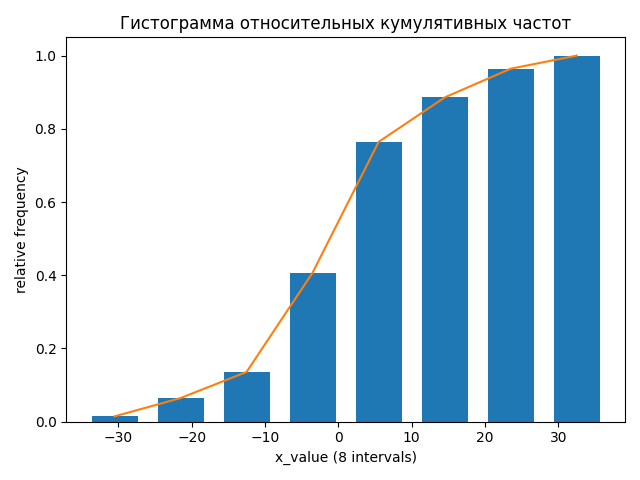 Гистограмма относительных кумулятивных частот
1.0
0.8
0.6
0.4
0.2
0.0
relative frequency
−30 −20 −10 0 10 20 30
x_value (8 intervals)